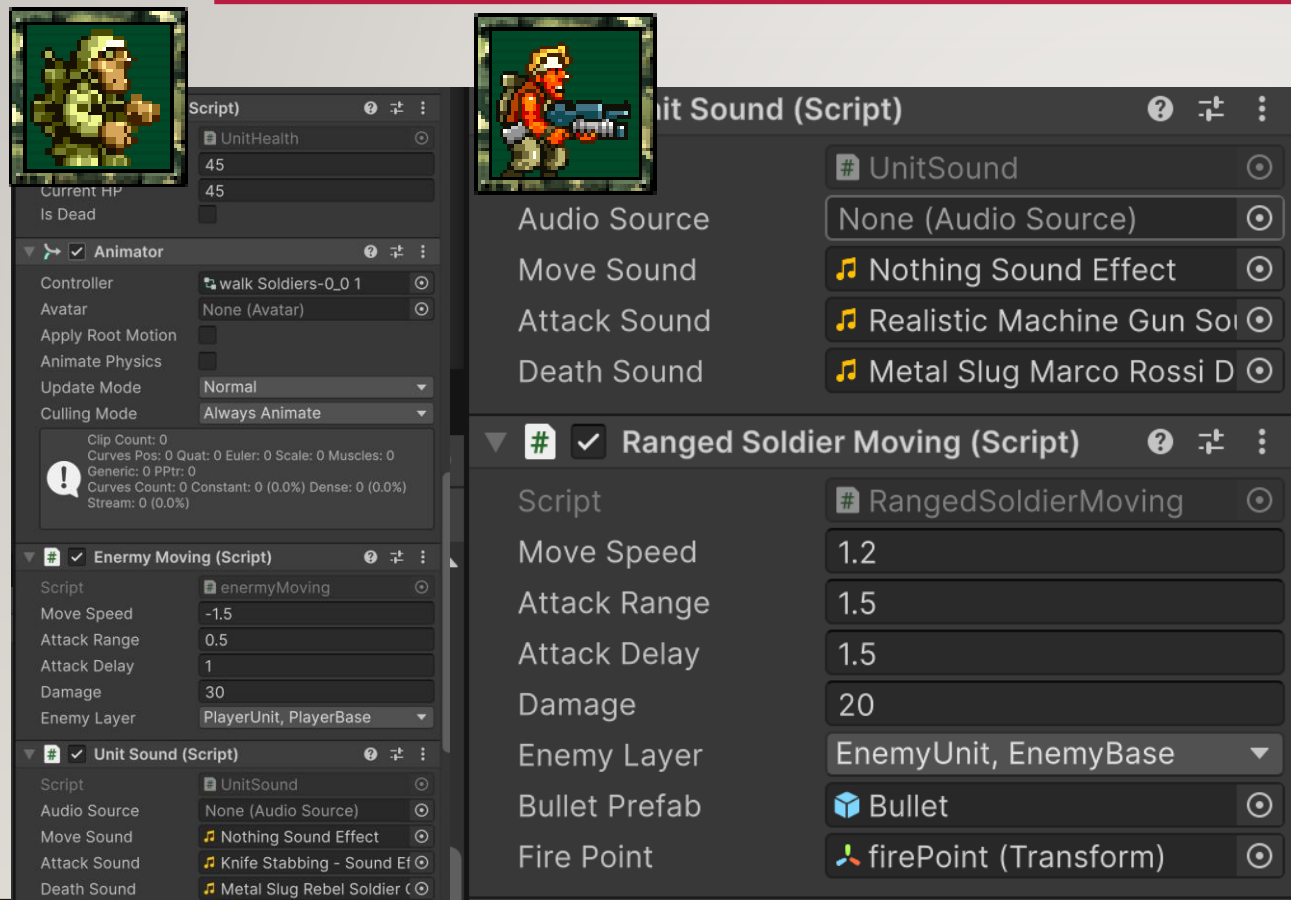 Script)
UnitHealth
45
Current HP 45
Is Dead
Animator
Controller walk Soldiers-0_0 1
Avatar None (Avatar)
Apply Root Motion
Animate Physics
Update Mode Normal
Culling Mode Always Animate
Clip Count: 0
Curves Pos: 0 Quat: 0 Euler: 0 Scale: 0 Muscles: 0
Generic: 0 PPtr: 0
Curves Count: 0 Constant: 0 (0.0%) Dense: 0 (0.0%)
Stream: 0 (0.0%)
# Enermy Moving (Script)
Script # enermyMoving
Move Speed -1.5
Attack Range 0.5
Attack Delay 1
Damage 30
Enemy Layer PlayerUnit, PlayerBase
# Unit Sound (Script)
Script # UnitSound
Audio Source None (Audio Source)
Move Sound Nothing Sound Effect
Attack Sound Knife Stabbing - Sound Ef
Death Sound Metal Slug Rebel Soldier
it Sound (Script)
# UnitSound
Audio Source None (Audio Source)
Move Sound Nothing Sound Effect
Attack Sound Realistic Machine Gun Sou
Death Sound Metal Slug Marco Rossi D
# Ranged Soldier Moving (Script)
Script # RangedSoldierMoving
Move Speed 1.2
Attack Range 1.5
Attack Delay 1.5
Damage 20
Enemy Layer EnemyUnit, EnemyBase
Bullet Prefab Bullet
Fire Point firePoint (Transform)